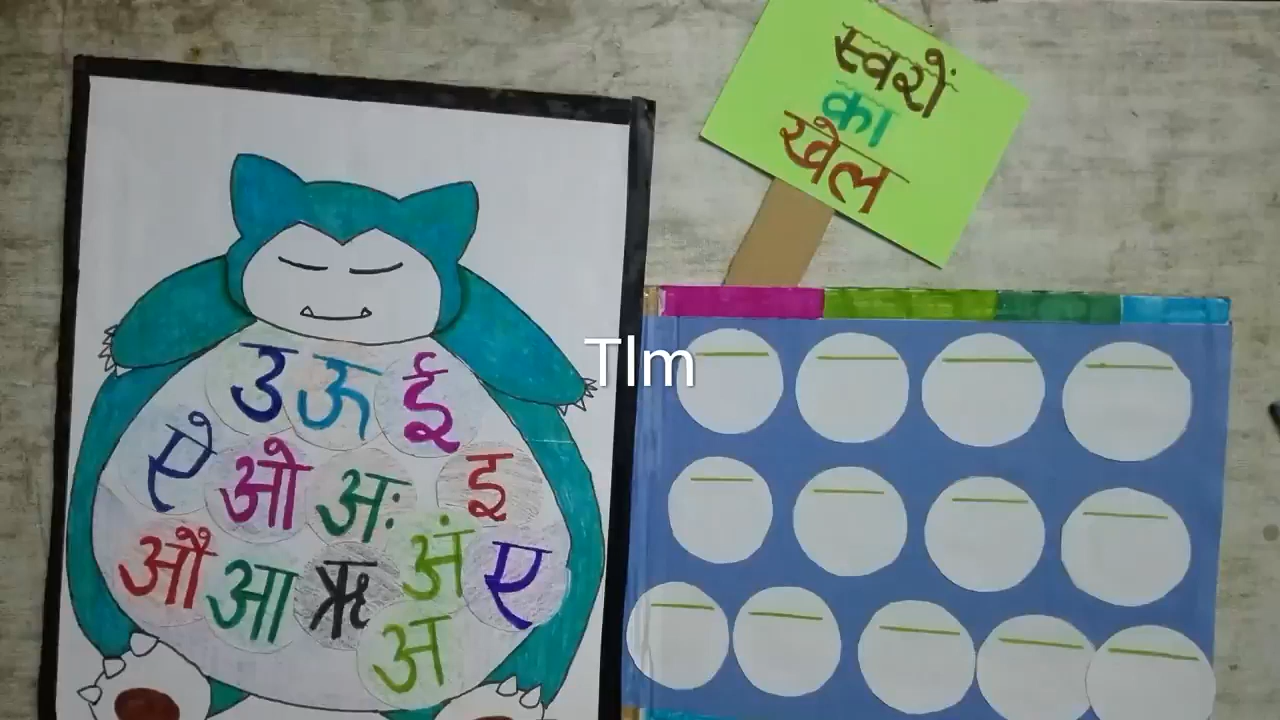 स्वरों
का
खेल
Tlm
उ ऊ ई
ऐ ओ अः इ
औ आ ऋ अं ए
अ